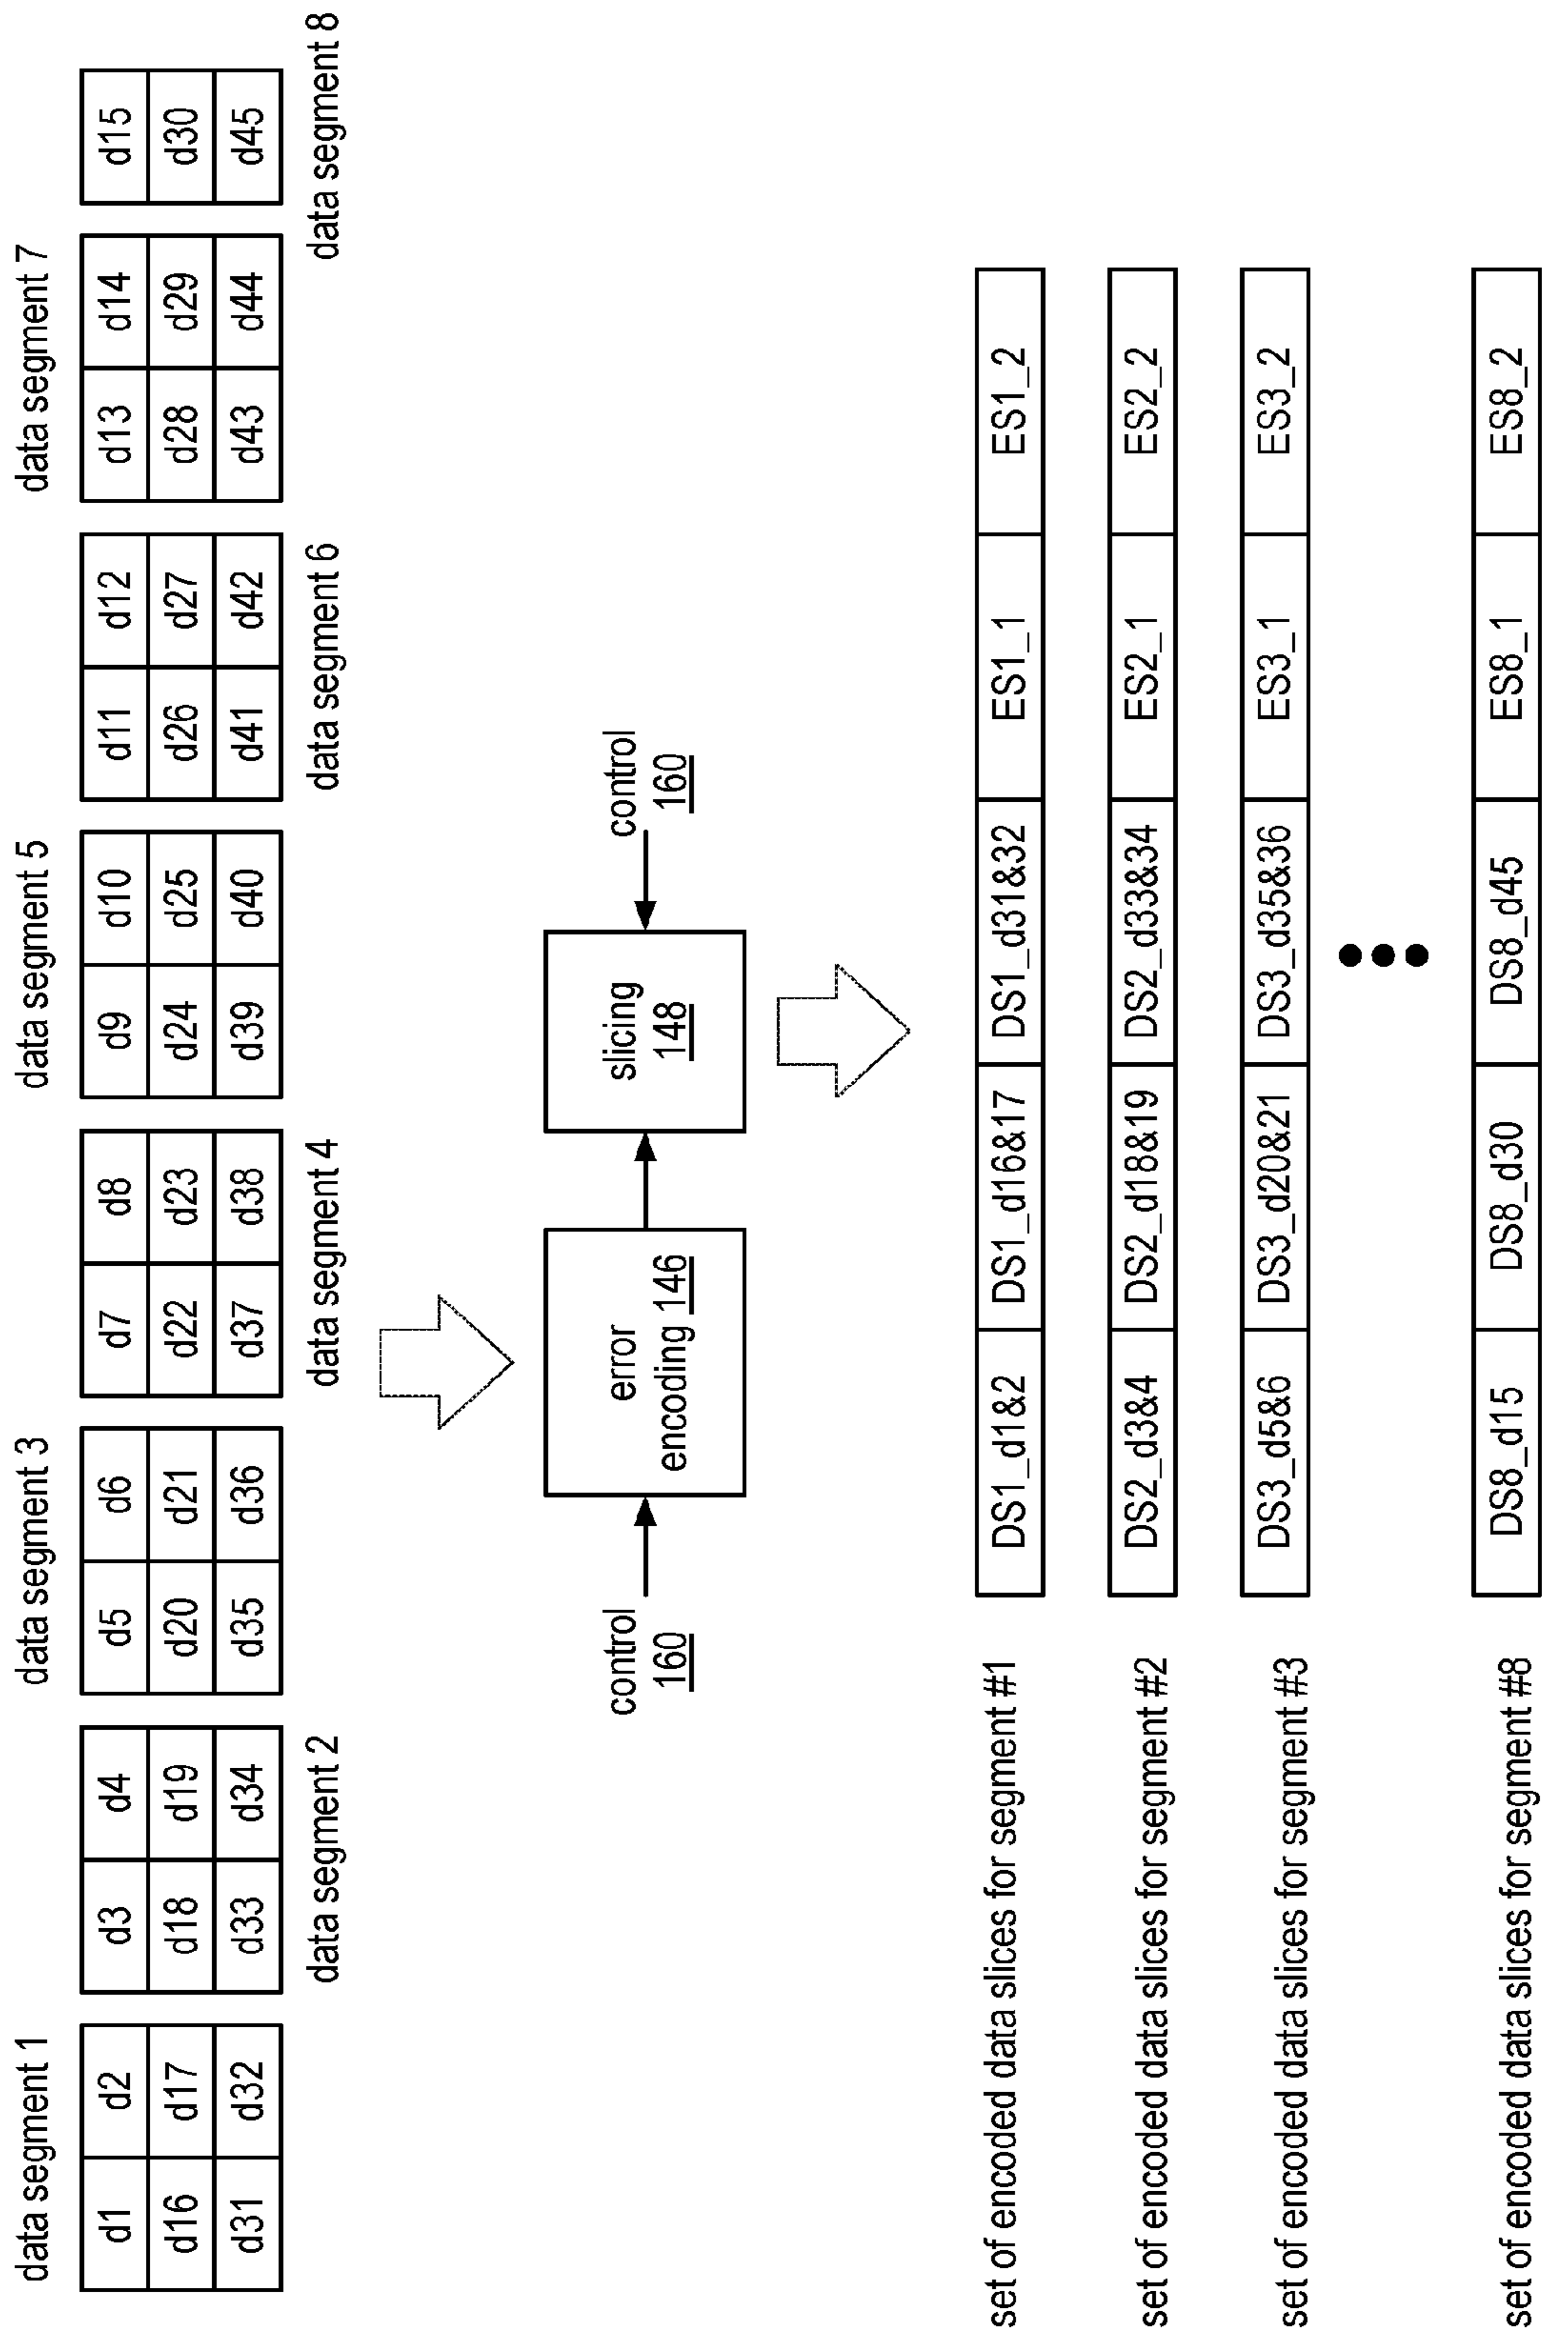 data segment 1
data segment 3
data segment 5
data segment 7
d1 d2 d3 d4 d5 d6 d7 d8 d9 d10 d11 d12 d13 d14 d15
d16 d17 d18 d19 d20 d21 d22 d23 d24 d25 d26 d27 d28 d29 d30
d31 d32 d33 d34 d35 d36 d37 d38 d39 d40 d41 d42 d43 d44 d45
data segment 2
data segment 4
data segment 6
data segment 8
control
160
error
encoding 146
slicing
148
control
160
set of encoded data slices for segment #1
DS1_d1&2 DS1_d16&17 DS1_d31&32 ES1_1 ES1_2
set of encoded data slices for segment #2
DS2_d3&4 DS2_d18&19 DS2_d33&34 ES2_1 ES2_2
set of encoded data slices for segment #3
DS3_d5&6 DS3_d20&21 DS3_d35&36 ES3_1 ES3_2
set of encoded data slices for segment #8
DS8_d15 DS8_d30 DS8_d45 ES8_1 ES8_2